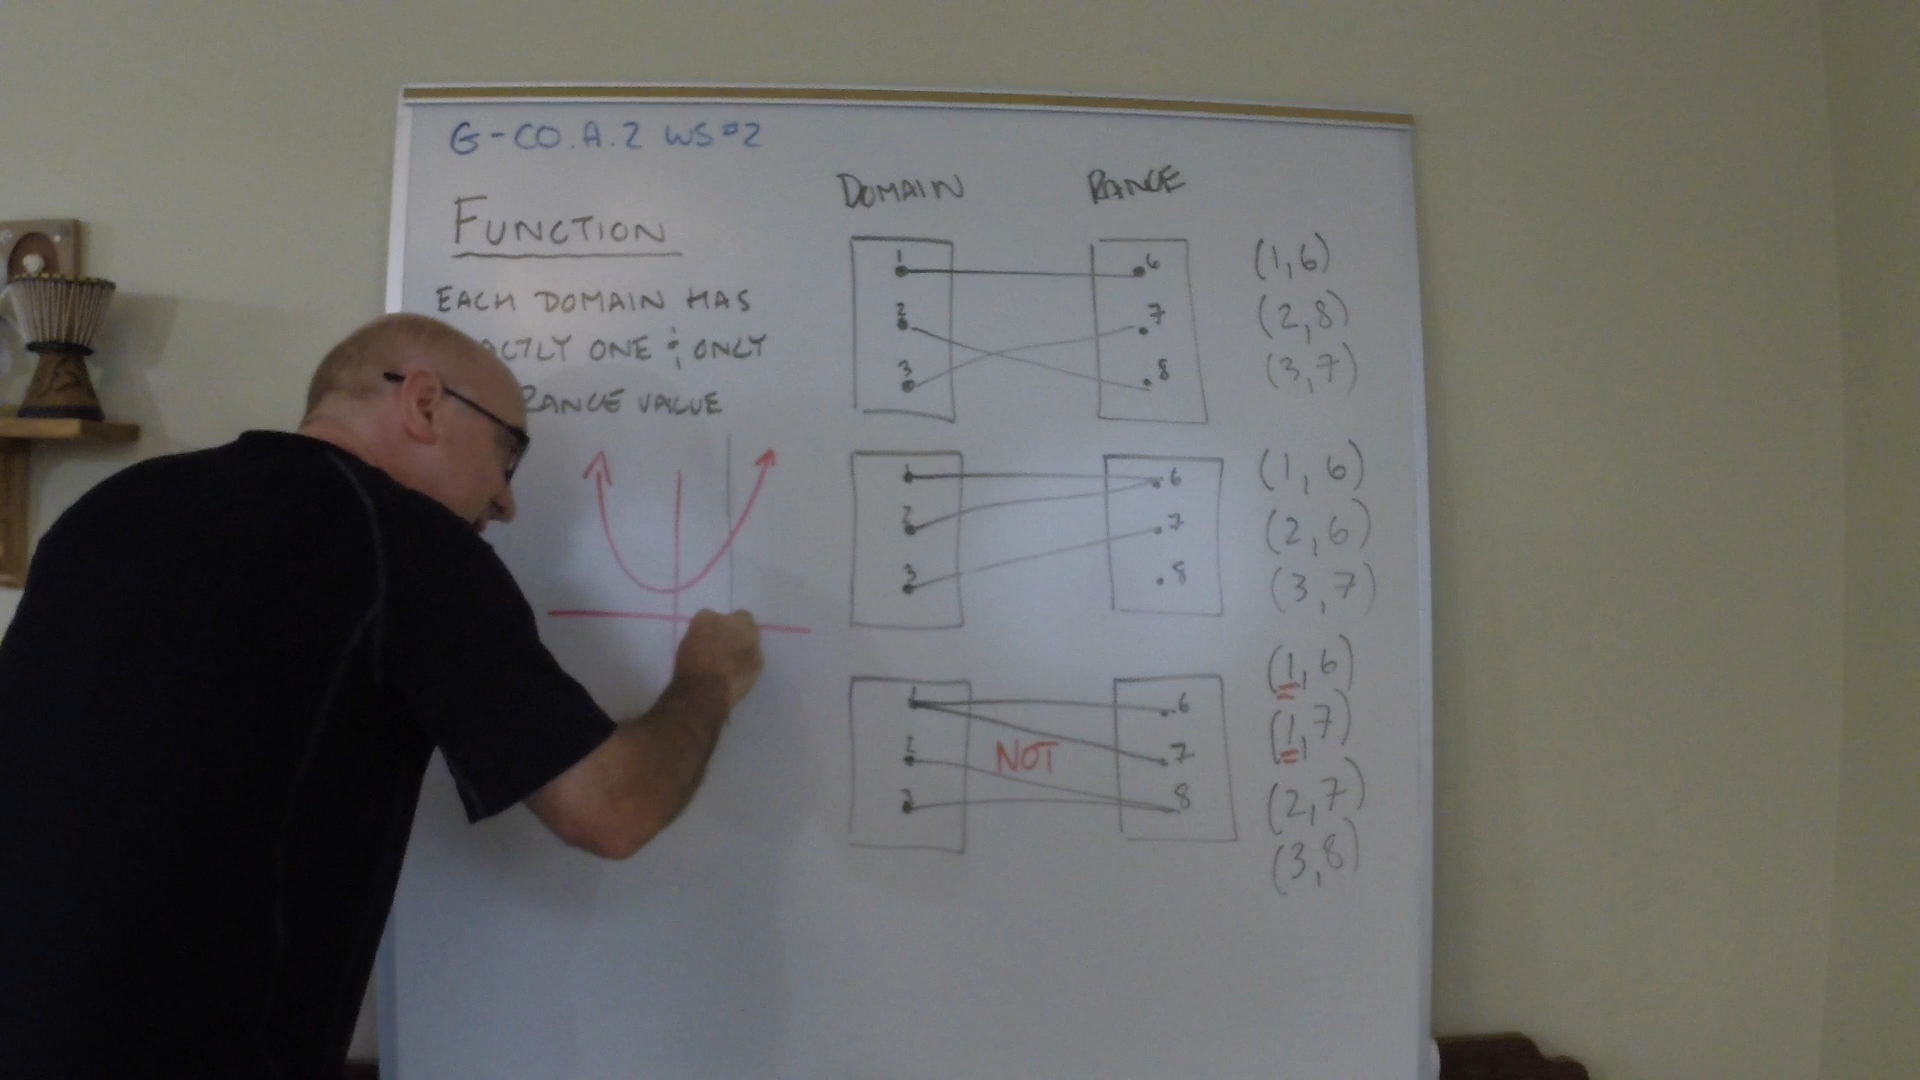 G-CO.A.2 WS#2
FUNCTION
EACH DOMAIN HAS
ONE & ONLY
RANGE VALUE
DOMAIN RANGE
1 6
2 7
3 8
(1,6)
(2,8)
(3,7)
1 6
2 7
3 8
(1,6)
(2,6)
(3,7)
1 6
2 7
3 8
NOT
(1,6)
(1,7)
(2,7)
(3,8)